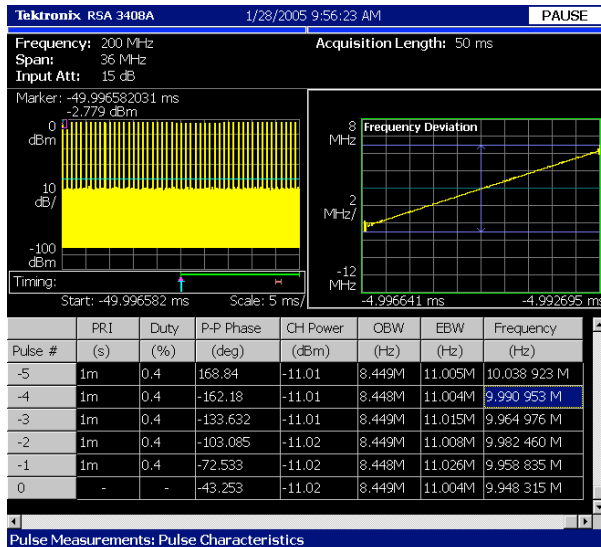 Tektronix RSA 3408A 1/28/2005 9:56:23 AM PAUSE
Frequency: 200 MHz Acquisition Length: 50 ms
Span: 36 MHz
Input Att: 15 dB
Marker: -49.996582031 ms
-2.779 dBm
0
dBm
10
dB/
-100
dBm
Timing:
Start: -49.996582 ms Scale: 5 ms/
8
MHz
Frequency Deviation
2
MHz/
-12
MHz
-4.996641 ms -4.992695 ms
PRI Duty P-P Phase CH Power OBW EBW Frequency
Pulse # (s) (%) (deg) (dBm) (Hz) (Hz) (Hz)
-5 1m 0.4 168.84 -11.01 8.449M 11.005M 10.038 923 M
-4 1m 0.4 -162.18 -11.01 8.448M 11.004M 9.990 953 M
-3 1m 0.4 -133.632 -11.01 8.449M 11.015M 9.964 976 M
-2 1m 0.4 -103.085 -11.02 8.449M 11.008M 9.982 460 M
-1 1m 0.4 -72.533 -11.02 8.448M 11.026M 9.958 835 M
0 - - -43.253 -11.02 8.449M 11.004M 9.948 315 M
Pulse Measurements: Pulse Characteristics